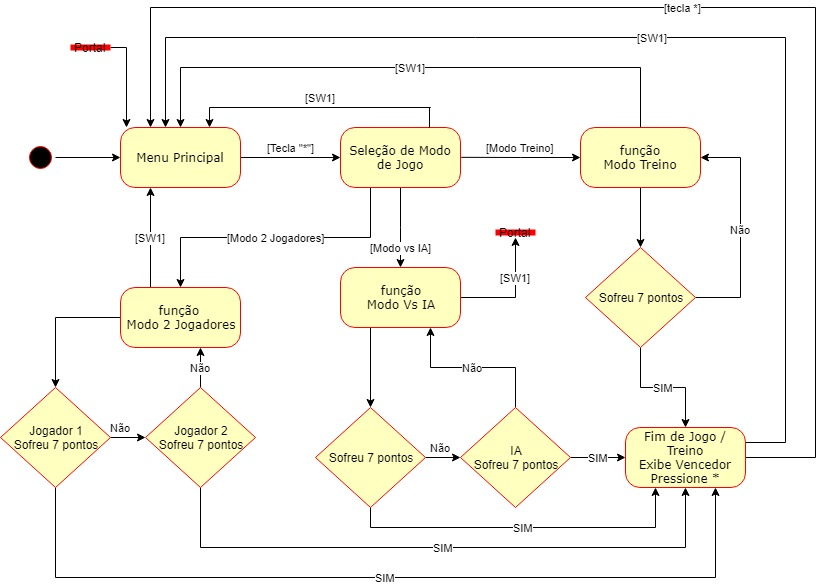 [tecla *]
[SW1]
Portal
[SW1]
[SW1]
Menu Principal
[Tecla "*"]
Seleção de Modo
de Jogo
[Modo Treino]
função
Modo Treino
[SW1]
[Modo 2 Jogadores]
[Modo vs IA]
Portal
Não
[SW1]
função
Modo 2 Jogadores
função
Modo Vs IA
Sofreu 7 pontos
Não
Não
SIM
Jogador 1
Sofreu 7 pontos
Não
Jogador 2
Sofreu 7 pontos
Sofreu 7 pontos
Não
IA
Sofreu 7 pontos
SIM
Fim de Jogo /
Treino
Exibe Vencedor
Pressione *
SIM
SIM
SIM